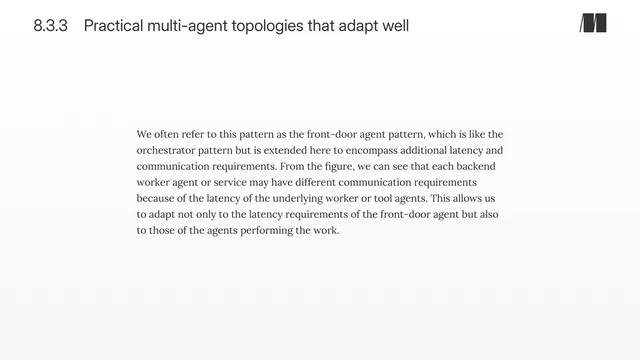 8.3.3 Practical multi-agent topologies that adapt well
We often refer to this pattern as the front-door agent pattern, which is like the
orchestrator pattern but is extended here to encompass additional latency and
communication requirements. From the figure, we can see that each backend
worker agent or service may have different communication requirements
because of the latency of the underlying worker or tool agents. This allows us
to adapt not only to the latency requirements of the front-door agent but also
to those of the agents performing the work.